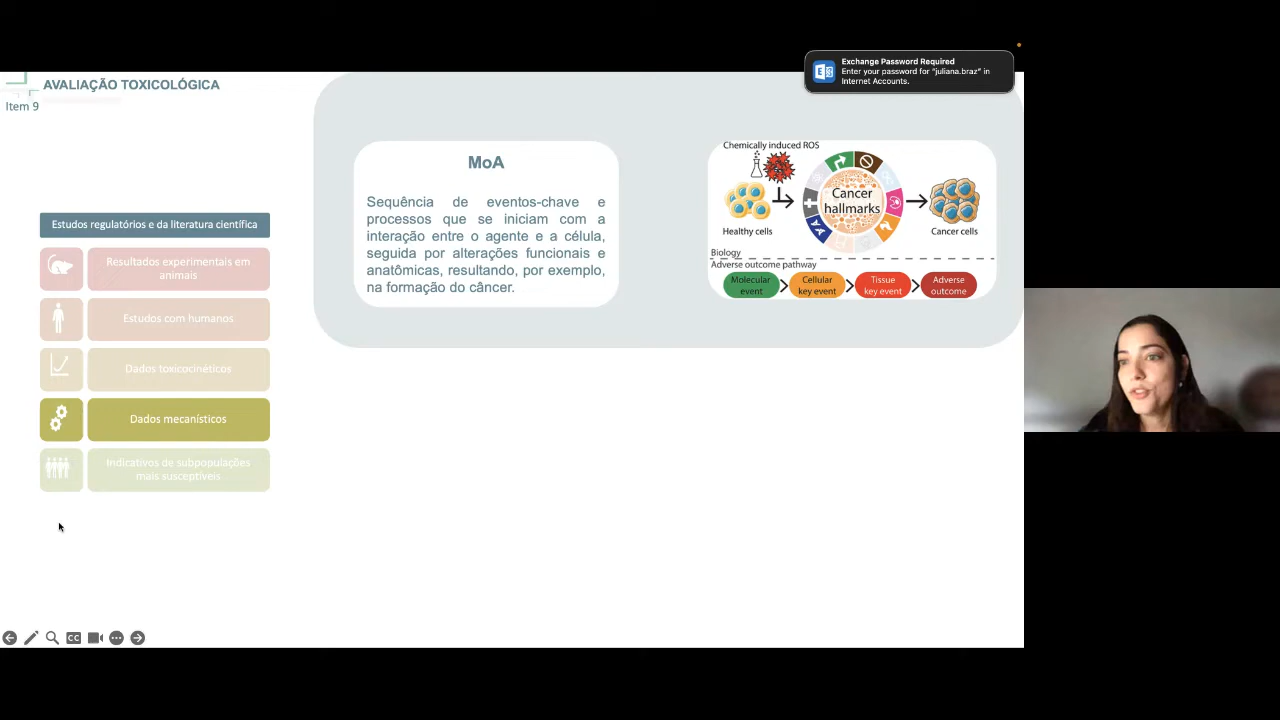 Exchange Password Required
Enter your password for "juliana.braz" in
Internet Accounts.
AVALIAÇÃO TOXICOLÓGICA
Item 9
Estudos regulatórios e da literatura científica
Resultados experimentais em
animais
Estudos com humanos
Dados toxicocinéticos
Dados mecanísticos
Indicativos de subpopulações
mais susceptíveis
MoA
Sequência de eventos-chave e
processos que se iniciam com a
interação entre o agente e a célula,
seguida por alterações funcionais e
anatômicas, resultando, por exemplo,
na formação do câncer.
Chemically induced ROS
Cancer
hallmarks
Healthy cells
Cancer cells
Biology
Adverse outcome pathway
Molecular
event
Cellular
key event
Tissue
key event
Adverse
outcome
CC